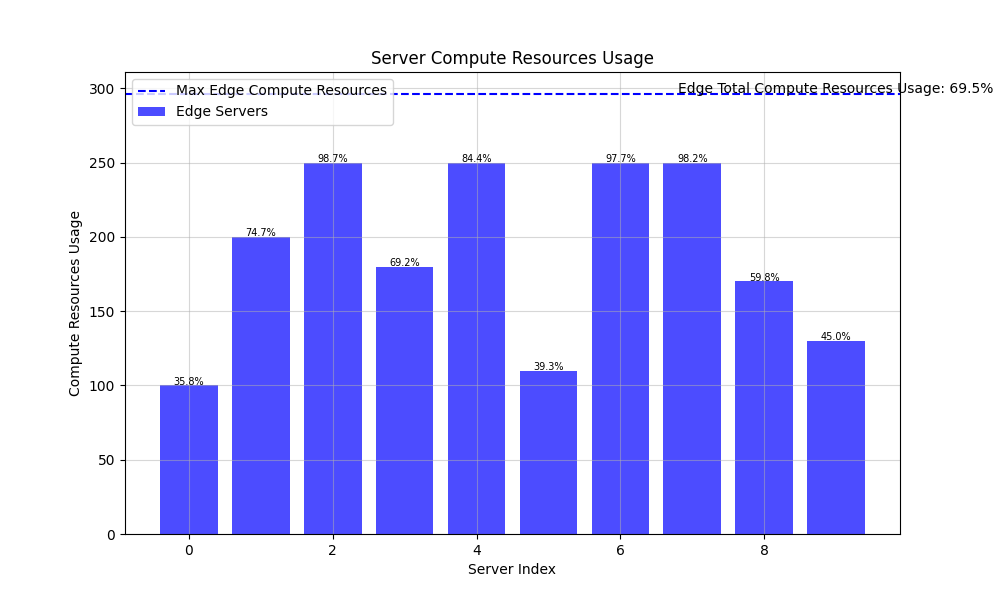 Server Compute Resources Usage
Max Edge Compute Resources
Edge Servers
Edge Total Compute Resources Usage: 69.5%
Compute Resources Usage
300
250
200
150
100
50
0
35.8%
74.7%
98.7%
69.2%
84.4%
39.3%
97.7%
98.2%
59.8%
45.0%
0 2 4 6 8
Server Index